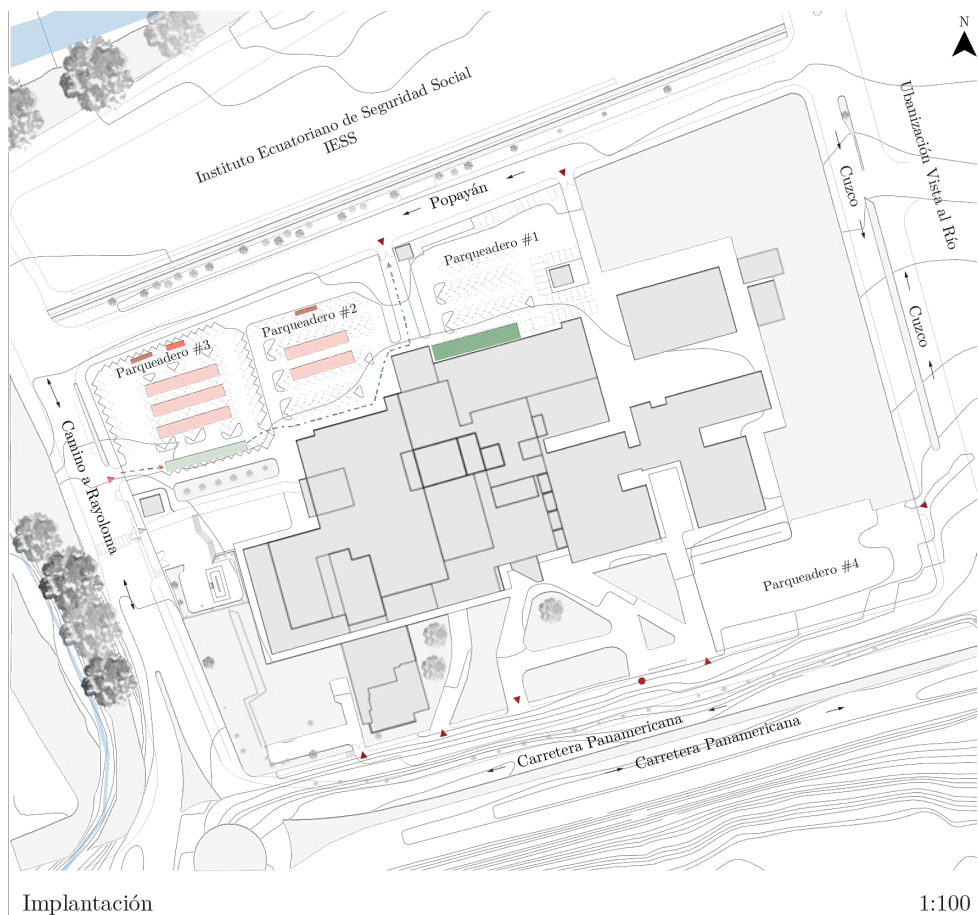 N
Instituto Ecuatoriano de Seguridad Social
IESS
Ubanización Vista al Río
Cuzco
Popayán
Parqueadero #1
Parqueadero #2
Parqueadero #3
Cuzco
Camino a Rayoloma
Parqueadero #4
Carretera Panamericana
Carretera Panamericana
Implantación
1:100